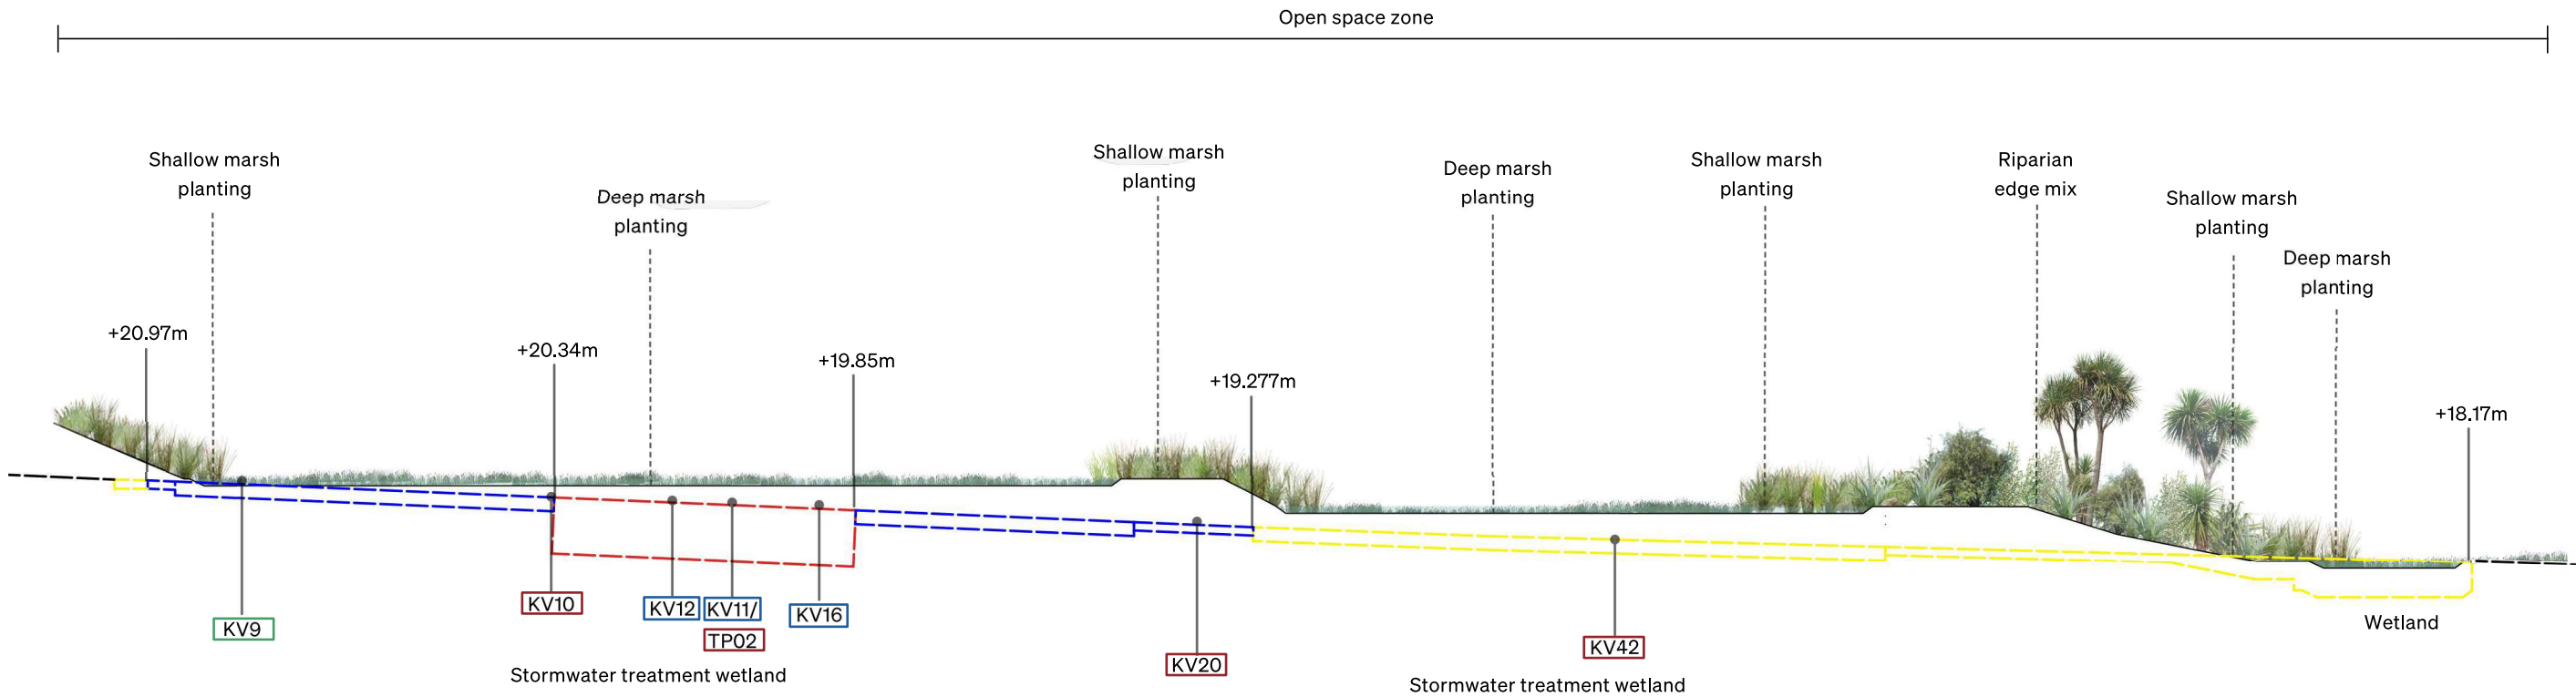 Open space zone
Shallow marsh
planting
Deep marsh
planting
Shallow marsh
planting
Deep marsh
planting
Shallow marsh
planting
Riparian
edge mix
Shallow marsh
planting
Deep marsh
planting
+20.97m
+20.34m
+19.85m
+19.277m
+18.17m
KV9
KV10
KV12
KV11/
TP02
KV16
KV20
KV42
Wetland
Stormwater treatment wetland
Stormwater treatment wetland